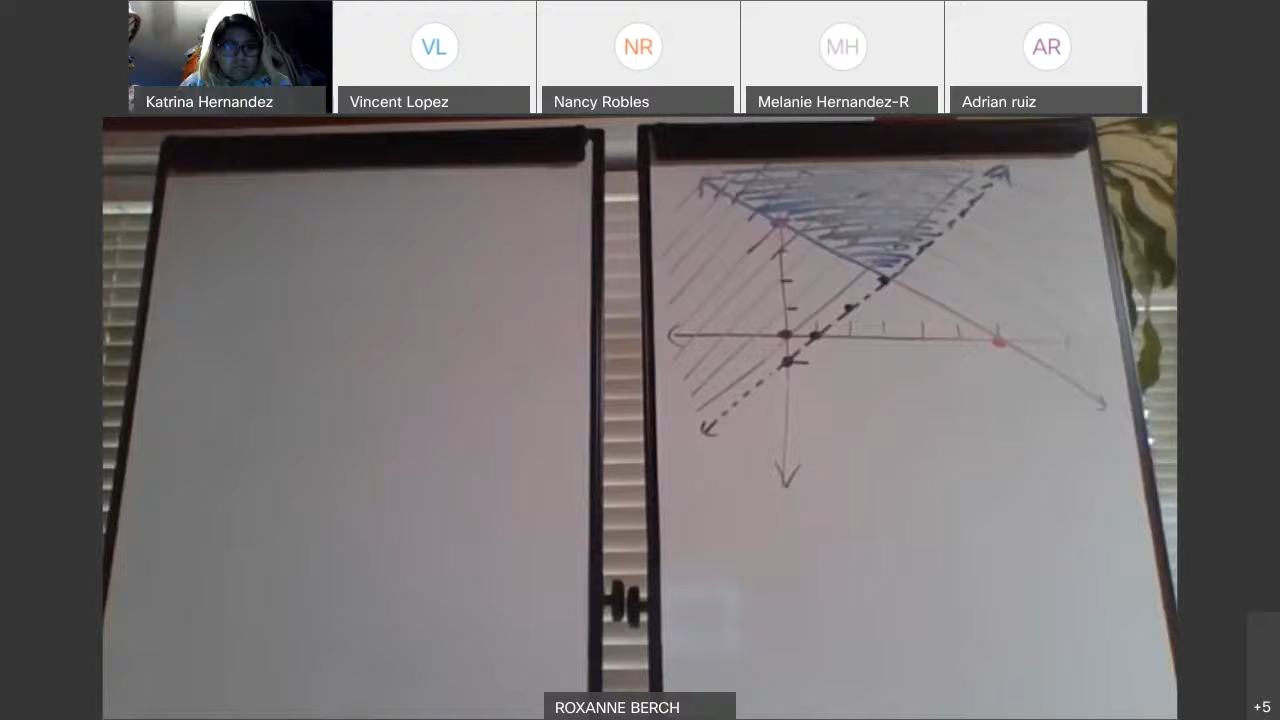 VL
NR
MH
AR
Katrina Hernandez
Vincent Lopez
Nancy Robles
Melanie Hernandez-R
Adrian ruiz
ROXANNE BERCH
+5